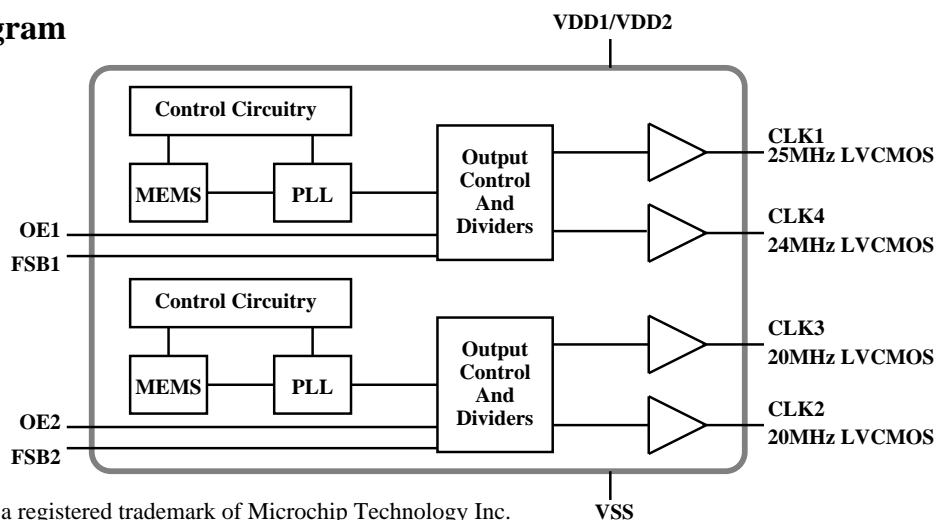 gram
VDD1/VDD2
Control Circuitry
MEMS
PLL
Output
Control
And
Dividers
CLK1
25MHz LVCMOS
CLK4
24MHz LVCMOS
OE1
FSB1
Control Circuitry
MEMS
PLL
Output
Control
And
Dividers
CLK3
20MHz LVCMOS
CLK2
20MHz LVCMOS
OE2
FSB2
VSS
a registered trademark of Microchip Technology Inc.